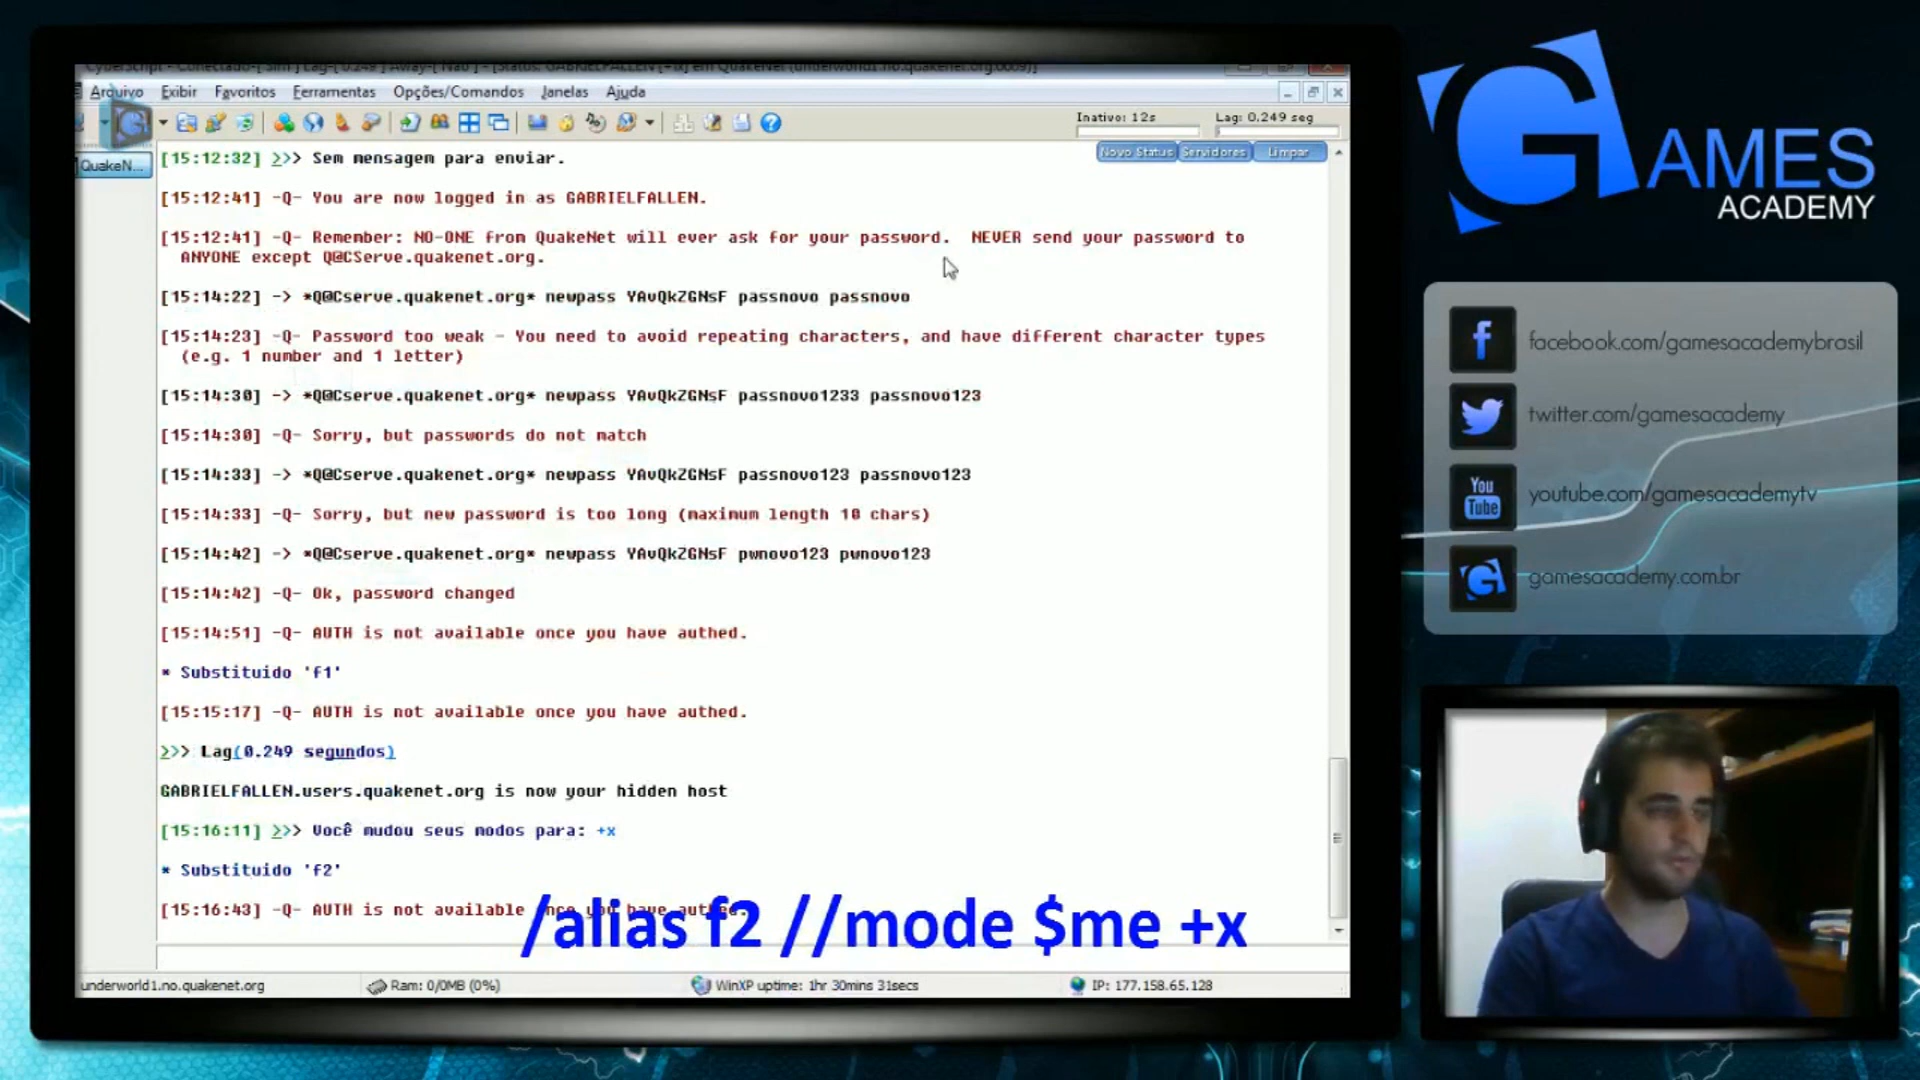 Arquivo Exibir Favoritos Ferramentas Opções/Comandos Janelas Ajuda
Inativo: 12s
Lag: 0.249 seg
QuakeN...
Novo Status Servidores Limpar
[15:12:32] >>> Sem mensagem para enviar.
[15:12:41] -Q- You are now logged in as GABRIELFALLEN.
[15:12:41] -Q- Remember: NO-ONE from QuakeNet will ever ask for your password. NEVER send your password to
ANYONE except Q@CServe.quakenet.org.
[15:14:22] -> *Q@Cserve.quakenet.org* newpass YAvQkZGNsF passnovo passnovo
[15:14:23] -Q- Password too weak - You need to avoid repeating characters, and have different character types
(e.g. 1 number and 1 letter)
[15:14:30] -> *Q@Cserve.quakenet.org* newpass YAvQkZGNsF passnovo1233 passnovo123
[15:14:30] -Q- Sorry, but passwords do not match
[15:14:33] -> *Q@Cserve.quakenet.org* newpass YAvQkZGNsF passnovo123 passnovo123
[15:14:33] -Q- Sorry, but new password is too long (maximum length 10 chars)
[15:14:42] -> *Q@Cserve.quakenet.org* newpass YAvQkZGNsF pwnovo123 pwnovo123
[15:14:42] -Q- Ok, password changed
[15:14:51] -Q- AUTH is not available once you have authed.
* Substituido 'f1'
[15:15:17] -Q- AUTH is not available once you have authed.
>>> Lag(0.249 segundos)
GABRIELFALLEN.users.quakenet.org is now your hidden host
[15:16:11] >>> Você mudou seus modos para: +x
* Substituido 'f2'
[15:16:43] -Q- AUTH is not available once you have authed.
/alias f2 //mode $me +x
underworld1.no.quakenet.org
Ram: 0/0MB (0%)
WinXP uptime: 1hr 30mins 31secs
IP: 177.158.65.128
GAMES
ACADEMY
facebook.com/gamesacademybrasil
twitter.com/gamesacademy
You
Tube
youtube.com/gamesacademytv
gamesacademy.com.br